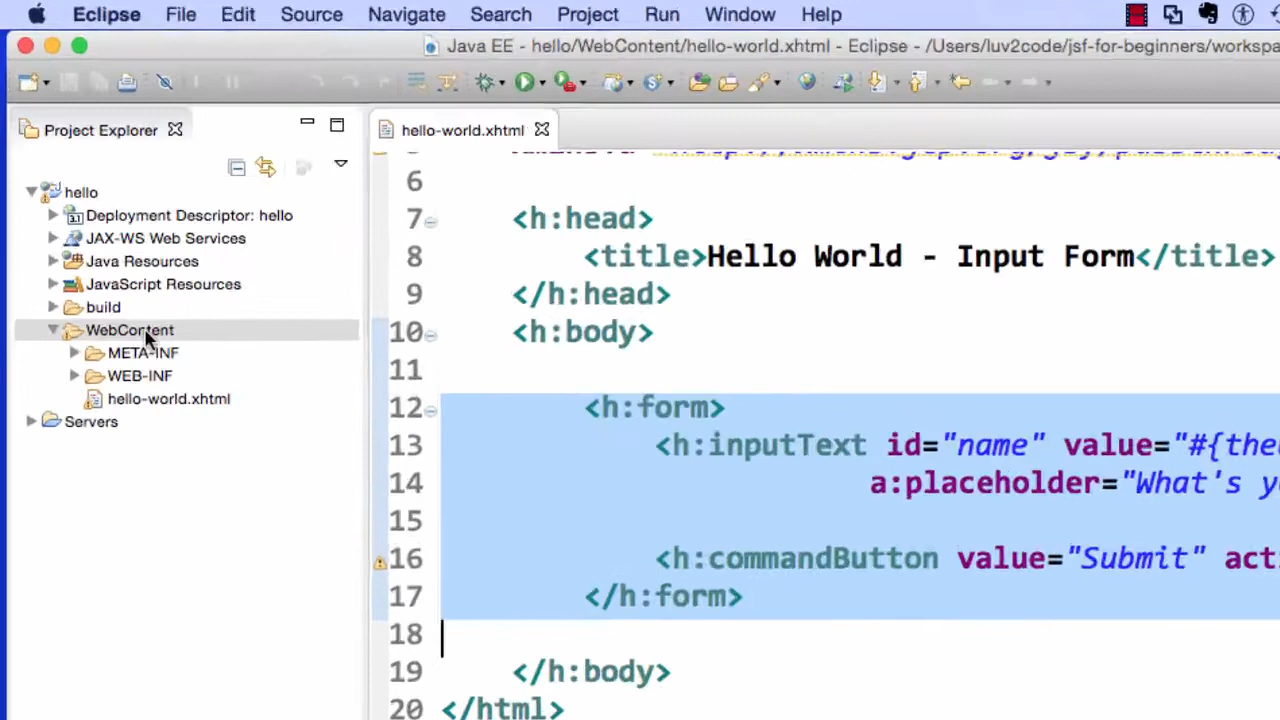 Eclipse File Edit Source Navigate Search Project Run Window Help
Java EE - hello/WebContent/hello-world.xhtml - Eclipse - /Users/luv2code/jsf-for-beginners/workspa
Project Explorer
hello-world.xhtml
hello
Deployment Descriptor: hello
JAX-WS Web Services
Java Resources
JavaScript Resources
build
WebContent
META-INF
WEB-INF
hello-world.xhtml
Servers
6
7 <h:head>
8 <title>Hello World - Input Form</title>
9 </h:head>
10 <h:body>
11
12 <h:form>
13 <h:inputText id="name" value="#{the
14 a:placeholder="What's y
15
16 <h:commandButton value="Submit" act
17 </h:form>
18
19 </h:body>
20 </html>